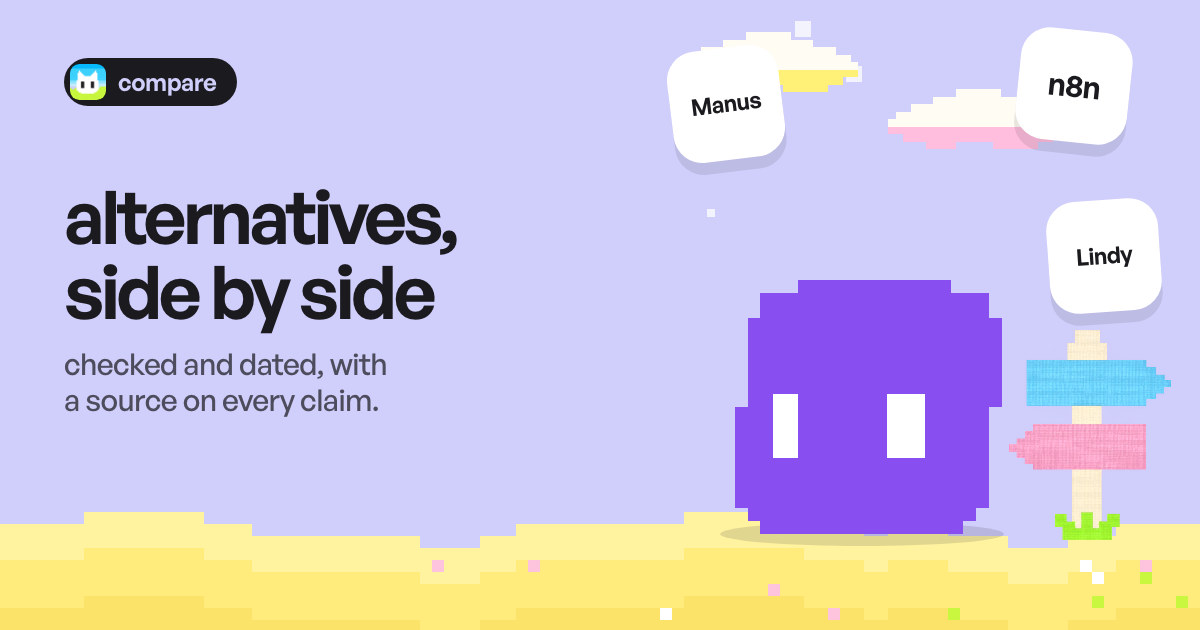 compare
alternatives,
side by side
checked and dated, with
a source on every claim.
Manus
n8n
Lindy